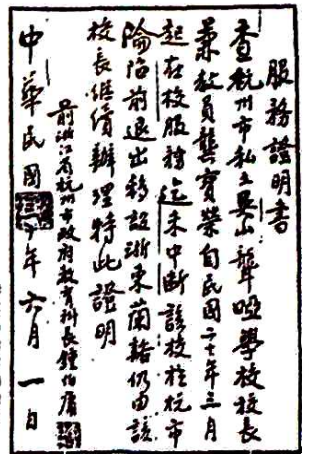 服務證明書
查杭州市私立吳山聾啞學校校長
兼教員龔寶榮自民國二十年三月
起在校服務迄未中断該校於杭市
淪陷前退出移設浙東蘭谿仍由該
校長繼續辦理特此證明
前浙江省杭州市政府教育科長鍾伯庸
中華民國年六月一日